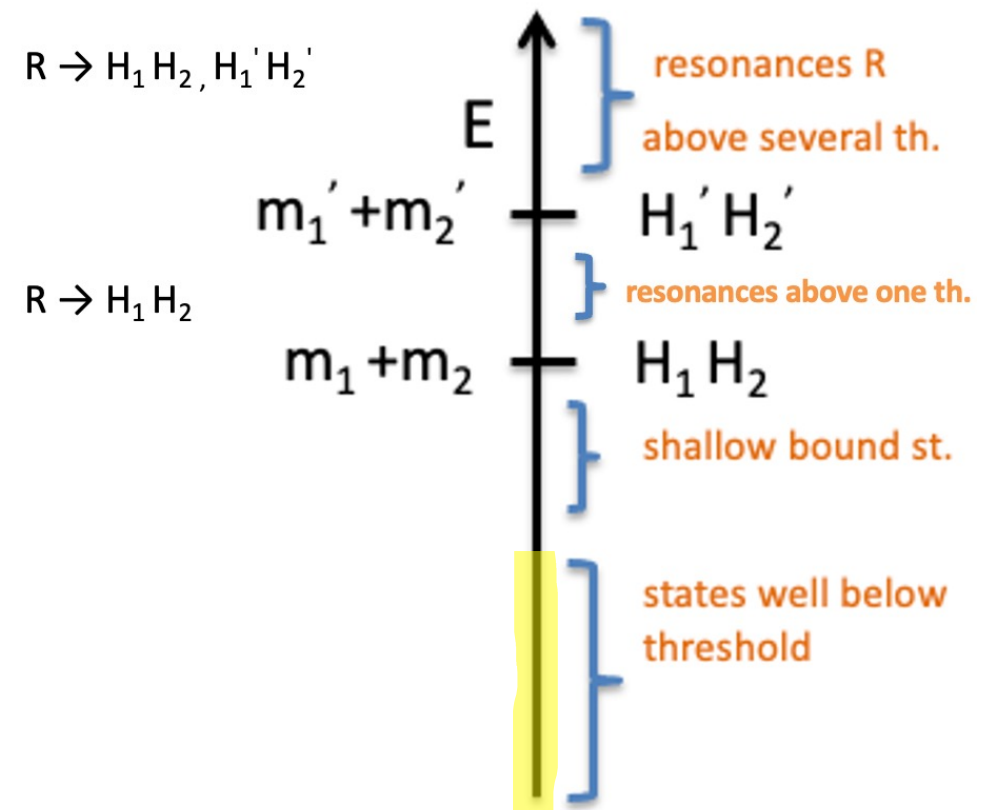 R → H₁ H₂ , H₁' H₂'
resonances R
above several th.
E
m₁' +m₂'
H₁' H₂'
R → H₁ H₂
resonances above one th.
m₁ +m₂
H₁ H₂
shallow bound st.
states well below
threshold